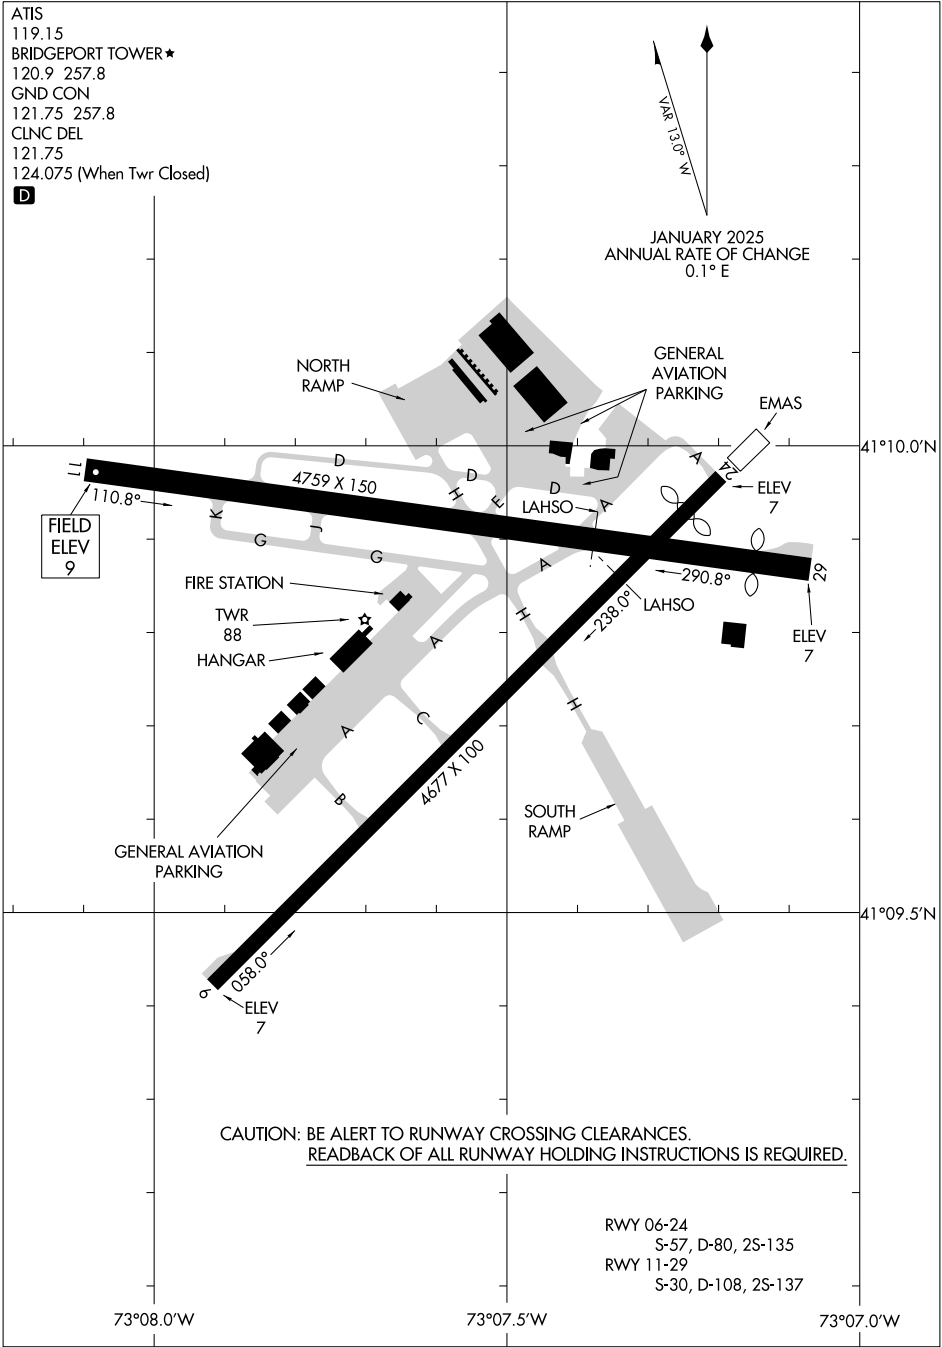 ATIS
119.15
BRIDGEPORT TOWER★
120.9 257.8
GND CON
121.75 257.8
CLNC DEL
121.75
124.075 (When Twr Closed)
D
VAR 13.0° W
JANUARY 2025
ANNUAL RATE OF CHANGE
0.1° E
NORTH
RAMP
GENERAL
AVIATION
PARKING
EMAS
41°10.0'N
11
110.8°
4759 X 150
D
D
D
H
E
LAHSO
A
A
24
ELEV
7
FIELD
ELEV
9
K
J
G
G
A
FIRE STATION
TWR
88
HANGAR
H
238.0°
LAHSO
290.8°
29
ELEV
7
A
A
C
H
B
4677 X 100
SOUTH
RAMP
GENERAL AVIATION
PARKING
41°09.5'N
6
058.0°
ELEV
7
CAUTION: BE ALERT TO RUNWAY CROSSING CLEARANCES.
READBACK OF ALL RUNWAY HOLDING INSTRUCTIONS IS REQUIRED.
RWY 06-24
S-57, D-80, 2S-135
RWY 11-29
S-30, D-108, 2S-137
73°08.0'W
73°07.5'W
73°07.0'W